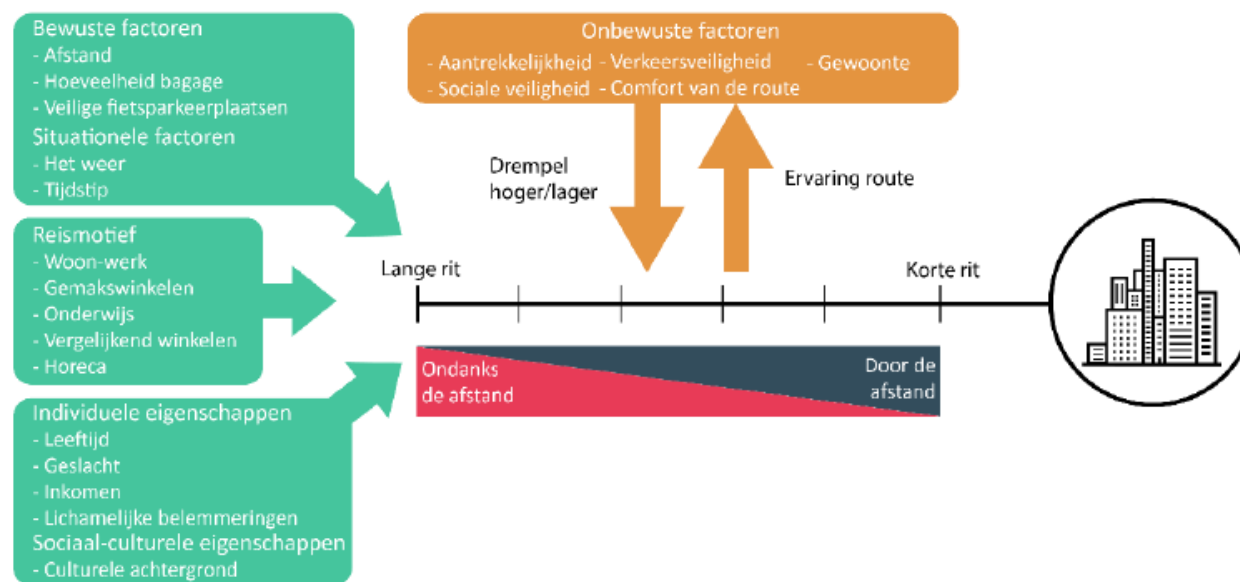 Bewuste factoren
- Afstand
- Hoeveelheid bagage
- Veilige fietsparkeerplaatsen
Situationele factoren
- Het weer
- Tijdstip
Reismotief
- Woon-werk
- Gemakswinkelen
- Onderwijs
- Vergelijkend winkelen
- Horeca
Individuele eigenschappen
- Leeftijd
- Geslacht
- Inkomen
- Lichamelijke belemmeringen
Sociaal-culturele eigenschappen
- Culturele achtergrond
Onbewuste factoren
- Aantrekkelijkheid - Verkeersveiligheid - Gewoonte
- Sociale veiligheid - Comfort van de route
Drempel
hoger/lager
Ervaring route
Lange rit
Korte rit
Ondanks
de afstand
Door de
afstand